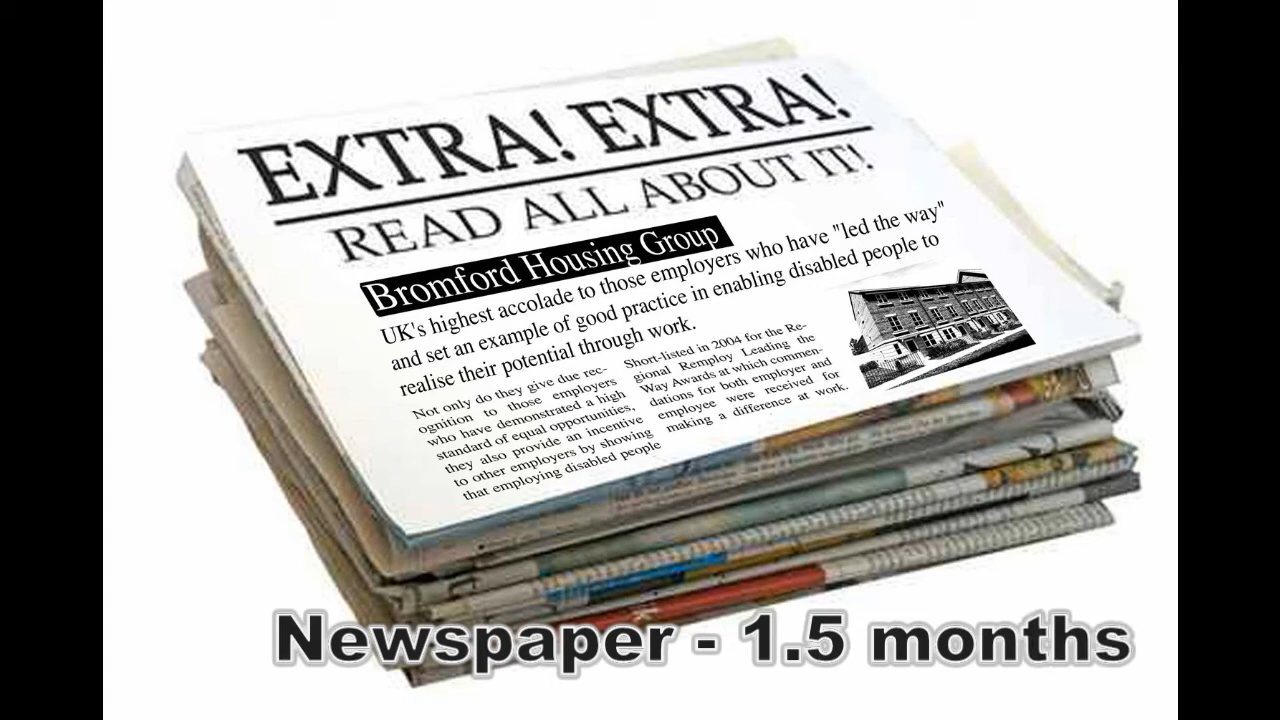 EXTRA! EXTRA!
READ ALL ABOUT IT!
Bromford Housing Group
UK's highest accolade to those employers who have "led the way"
and set an example of good practice in enabling disabled people to
realise their potential through work.
Not only do they give due rec-
ognition to those employers
who have demonstrated a high
standard of equal opportunities,
they also provide an incentive
to other employers by showing
that employing disabled people
Short-listed in 2004 for the Re-
gional Remploy Leading the
Way Awards at which commen-
dations for both employer and
employee were received for
making a difference at work.
Newspaper - 1.5 months